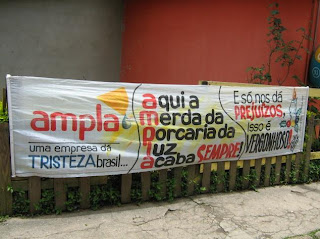 ampla
uma empresa da
TRISTEZA brasil...
aqui a
merda da
porcaria da
luz
acaba SEMPRE!
E só nos dá
PREJUÍZOS.
Isso é
VERGONHOSO!